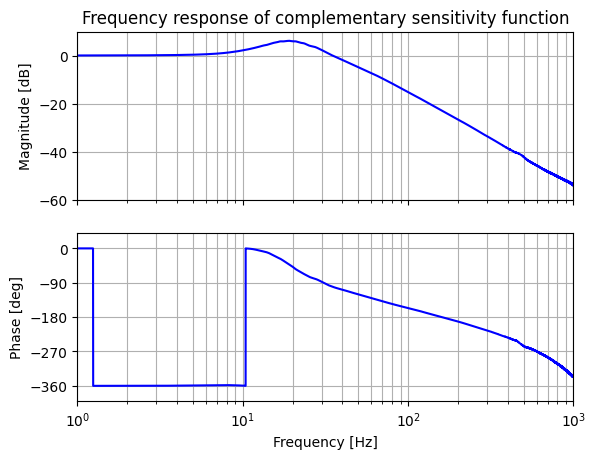 Frequency response of complementary sensitivity function
Magnitude [dB]
0
−20
−40
−60
Phase [deg]
0
−90
−180
−270
−360
10⁰ 10¹ 10² 10³
Frequency [Hz]